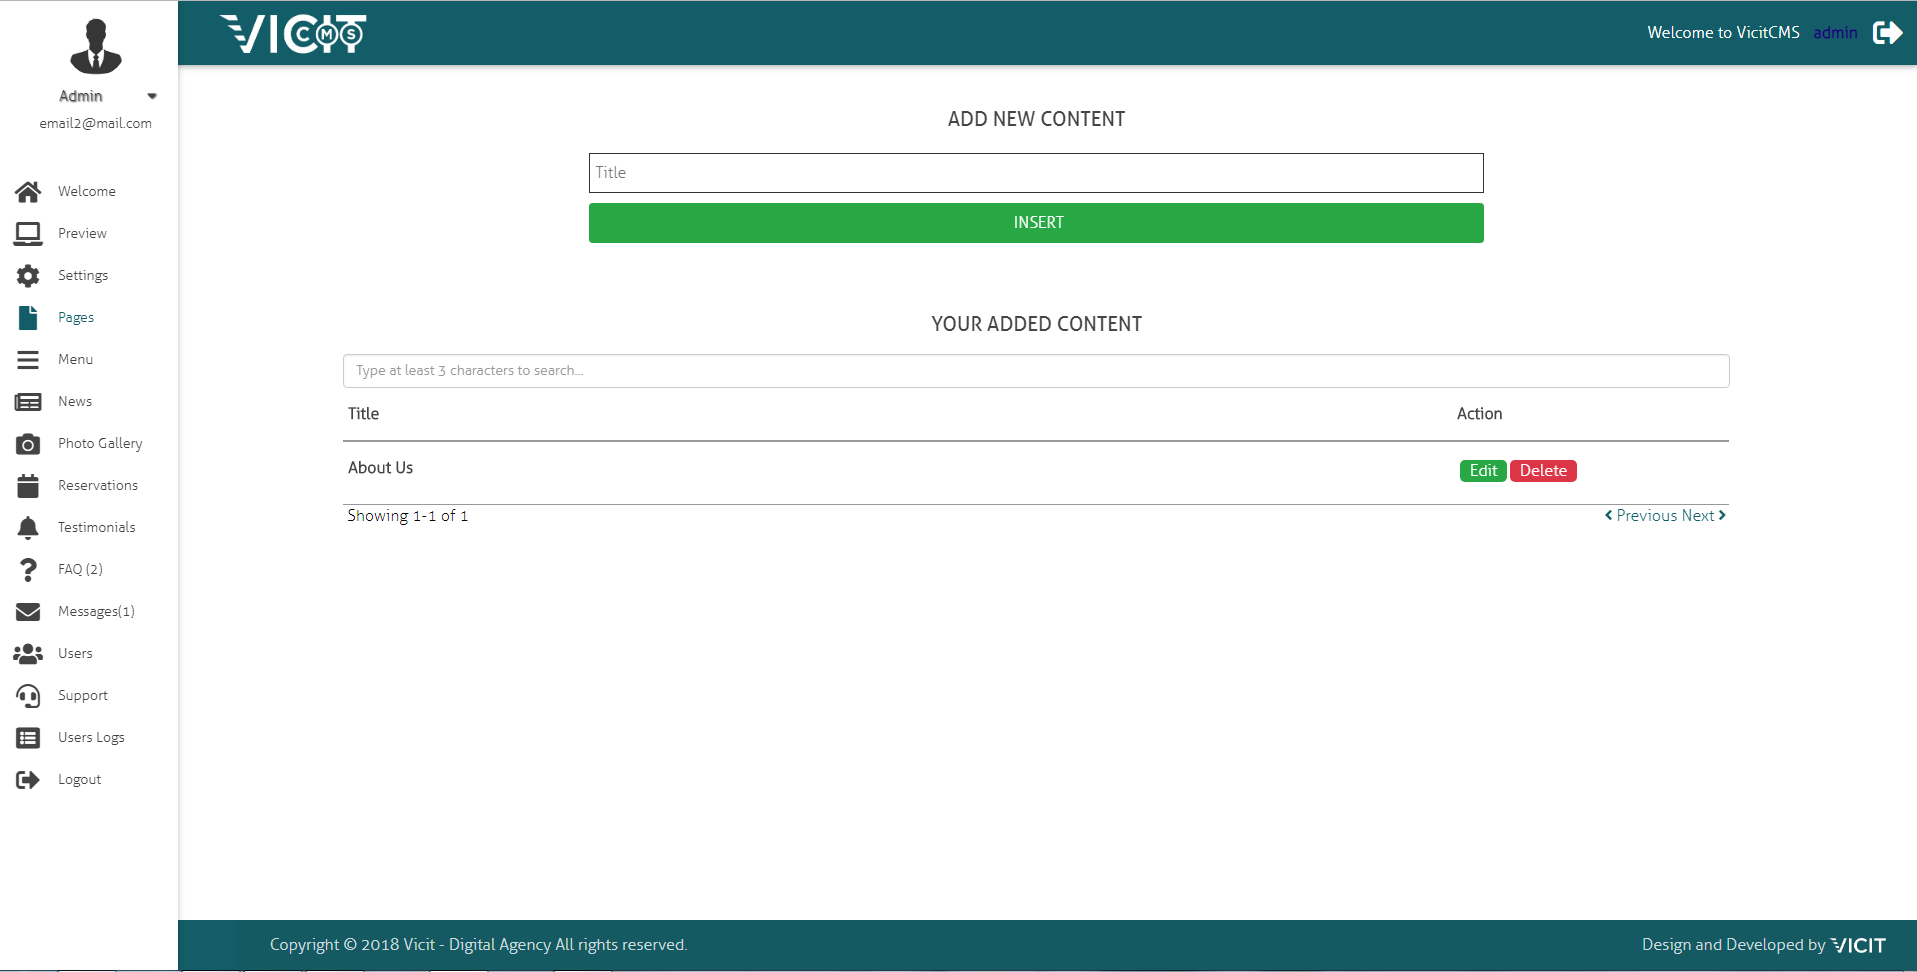 Admin
email2@mail.com
Welcome
Preview
Settings
Pages
Menu
News
Photo Gallery
Reservations
Testimonials
FAQ (2)
Messages(1)
Users
Support
Users Logs
Logout
VICIT CMS
Welcome to VicitCMS admin
ADD NEW CONTENT
Title
INSERT
YOUR ADDED CONTENT
Type at least 3 characters to search...
Title Action
About Us Edit Delete
Showing 1-1 of 1 Previous Next
Copyright © 2018 Vicit - Digital Agency All rights reserved. Design and Developed by VICIT